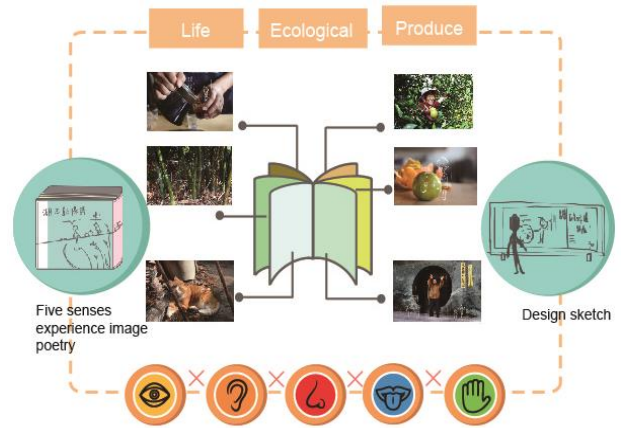 Life
Ecological
Produce
Five senses
experience image
poetry
Design sketch